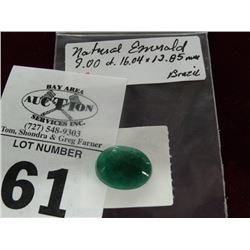 Natural Emerald
9.00 ct. 16.04 x 12.85 mm
Brazil
BAY AREA
AUCTION
SERVICES INC.
(727) 548-9303
Tom, Shondra & Greg Farner
LOT NUMBER
61